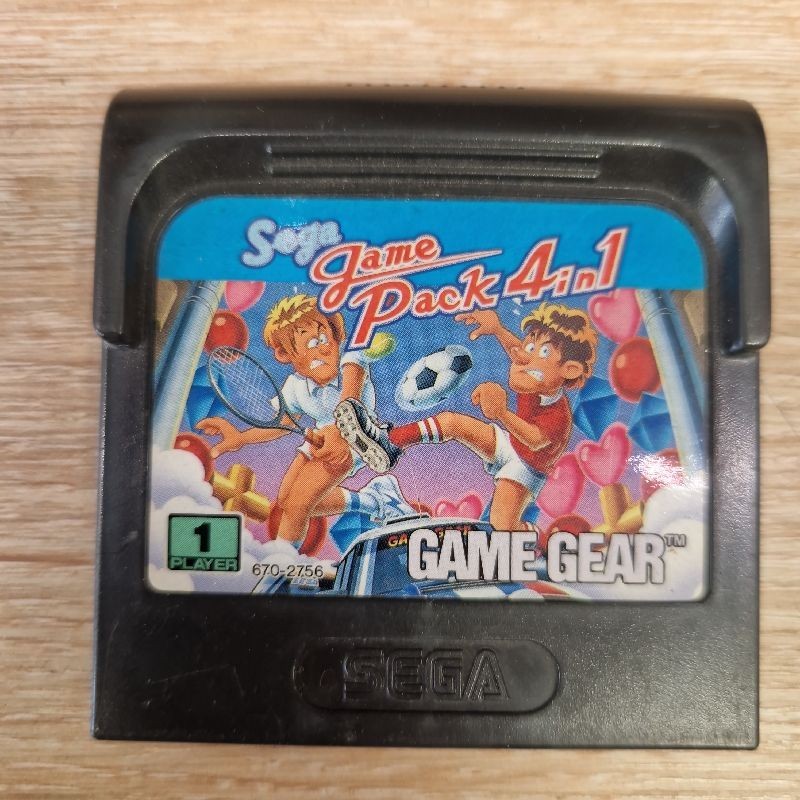 Sega
Game
Pack 4in1
1
PLAYER
670-2756
GAME GEAR™
SEGA